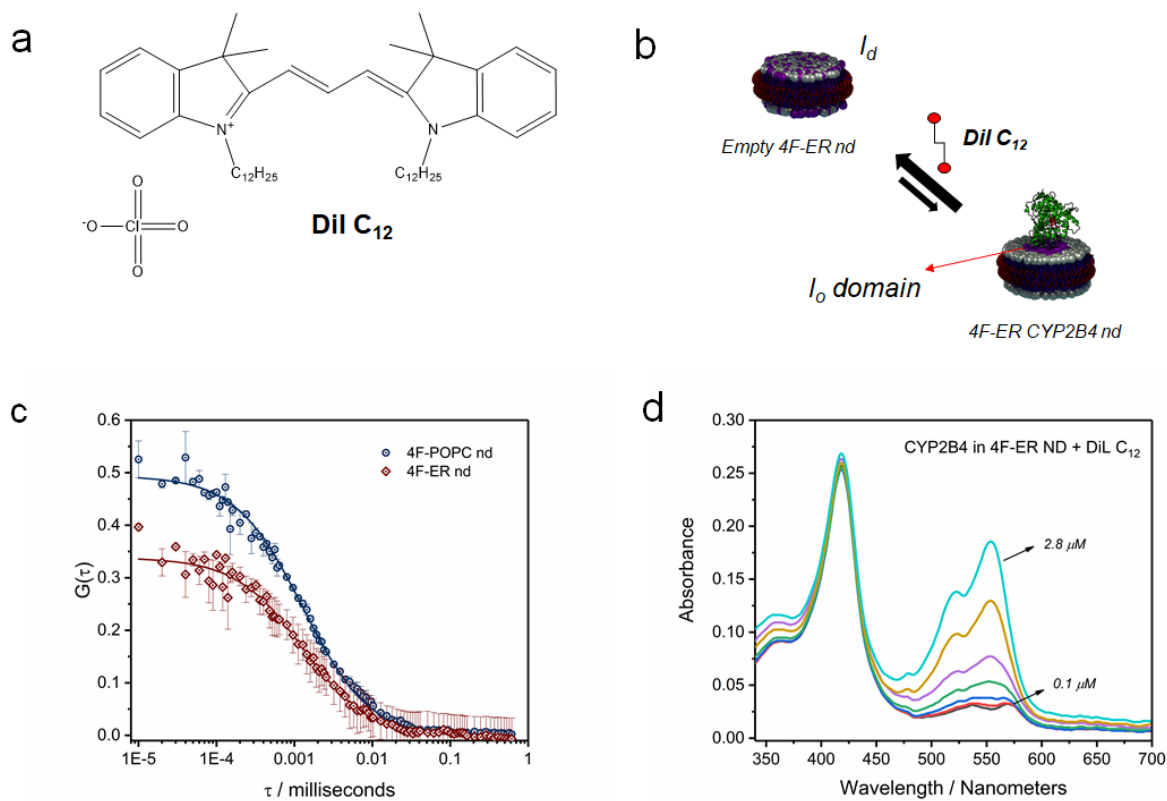 a
N⁺
N
C₁₂H₂₅
C₁₂H₂₅
O
⁻O
Cl
O
O
DiI C₁₂
b
l_d
Empty 4F-ER nd
DiI C₁₂
l_o domain
4F-ER CYP2B4 nd
c
0.6
0.5
0.4
0.3
0.2
0.1
0.0
G(τ)
4F-POPC nd
4F-ER nd
1E-5
1E-4
0.001
0.01
0.1
1
τ / milliseconds
d
0.30
0.25
0.20
0.15
0.10
0.05
0.00
Absorbance
CYP2B4 in 4F-ER ND + DiL C₁₂
2.8 μM
0.1 μM
350
400
450
500
550
600
650
700
Wavelength / Nanometers